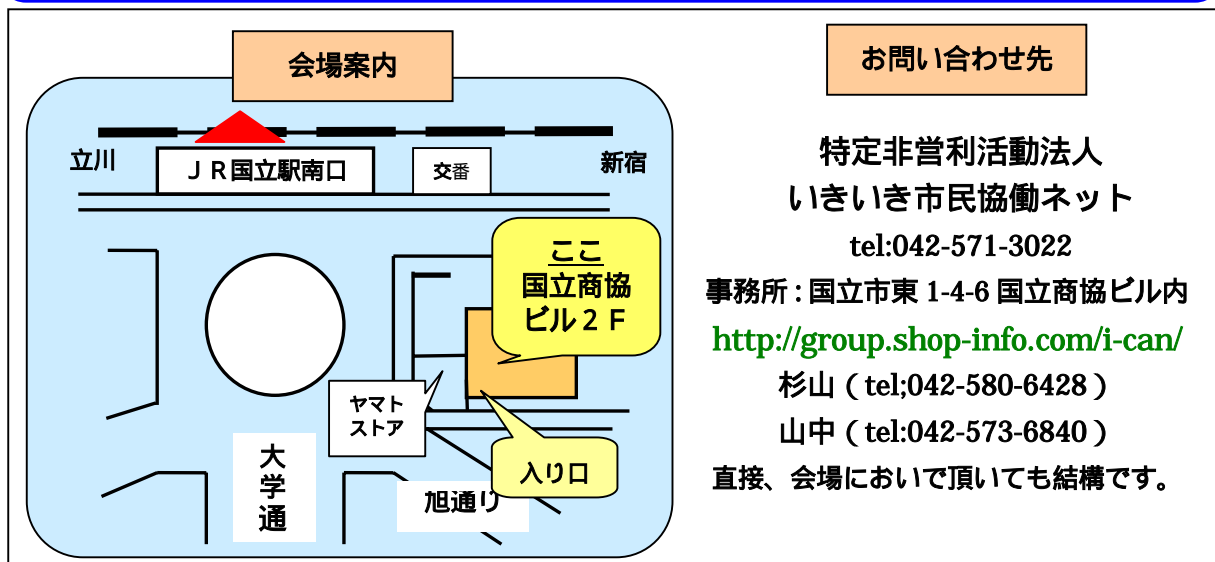 会場案内
立川
ＪＲ国立駅南口
交番
新宿
ここ
国立商協
ビル２Ｆ
ヤマト
ストア
入り口
大
学
通
旭通り
お問い合わせ先
特定非営利活動法人
いきいき市民協働ネット
tel:042-571-3022
事務所：国立市東 1-4-6 国立商協ビル内
http://group.shop-info.com/i-can/
杉山（tel;042-580-6428）
山中（tel:042-573-6840）
直接、会場においで頂いても結構です。